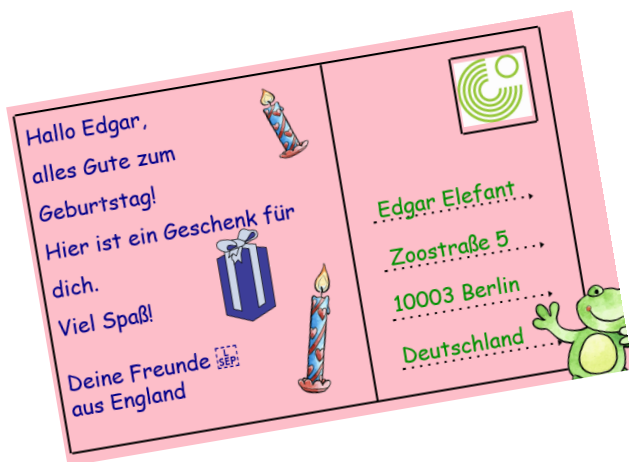 Hallo Edgar,
alles Gute zum
Geburtstag!
Hier ist ein Geschenk für
dich.
Viel Spaß!
Deine Freunde L SEP
aus England
Edgar Elefant
Zoostraße 5
10003 Berlin
Deutschland